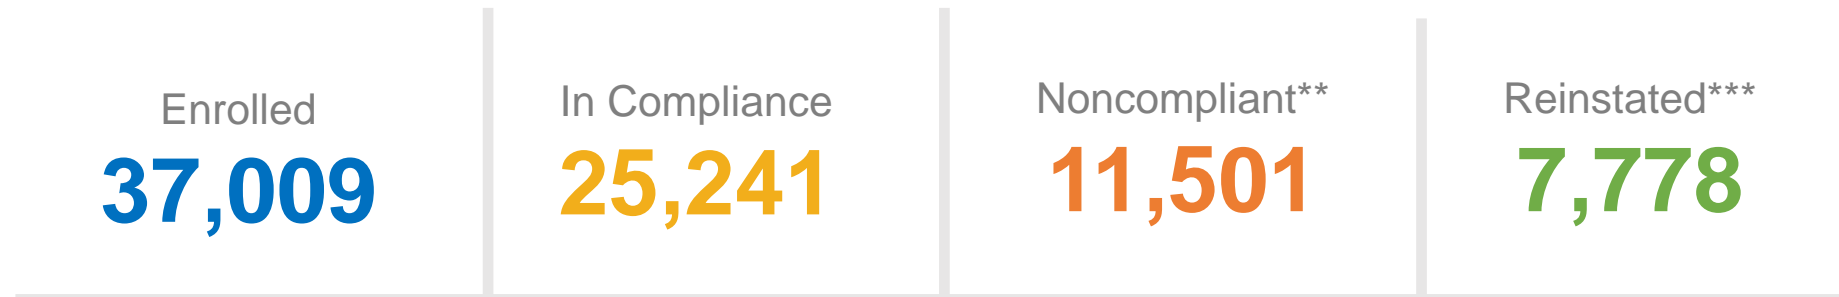 Enrolled
37,009
In Compliance
25,241
Noncompliant**
11,501
Reinstated***
7,778